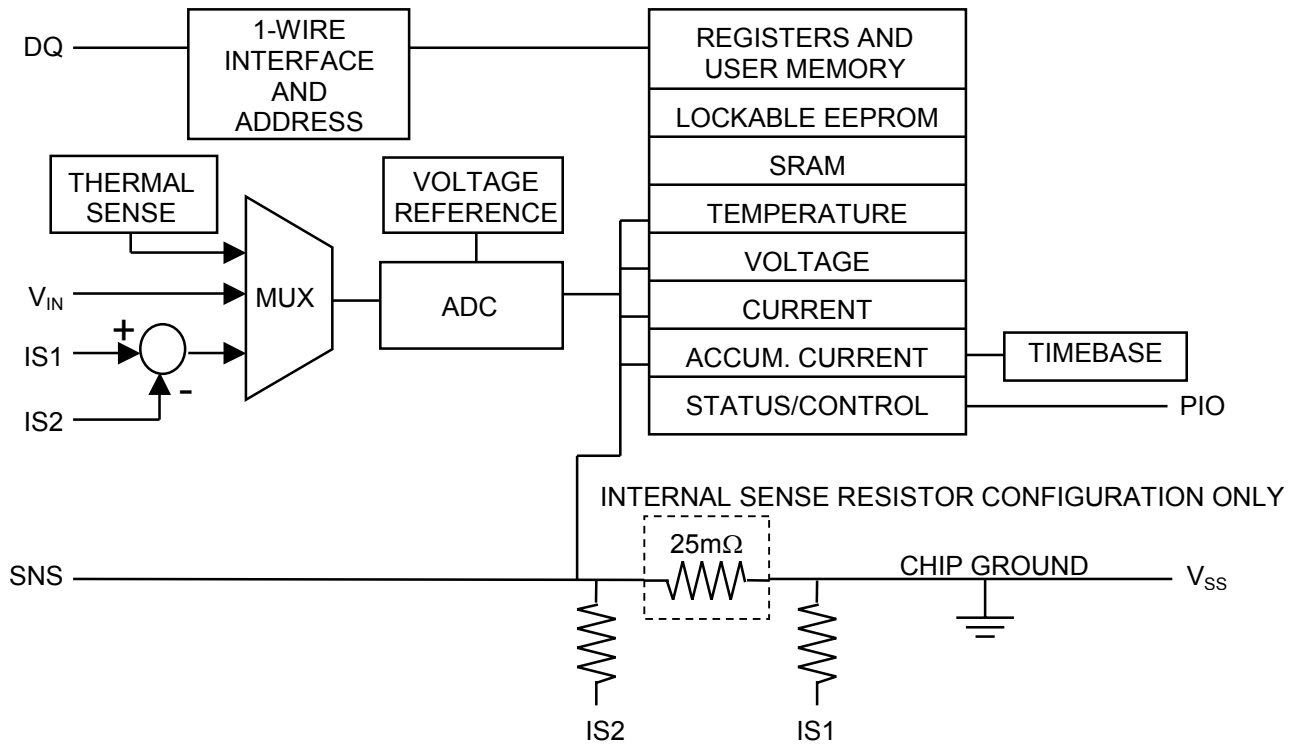 DQ
1-WIRE
INTERFACE
AND
ADDRESS
REGISTERS AND
USER MEMORY
LOCKABLE EEPROM
SRAM
TEMPERATURE
VOLTAGE
CURRENT
ACCUM. CURRENT
STATUS/CONTROL
THERMAL
SENSE
VOLTAGE
REFERENCE
VIN
MUX
ADC
+
IS1
-
IS2
TIMEBASE
PIO
INTERNAL SENSE RESISTOR CONFIGURATION ONLY
25mΩ
SNS
CHIP GROUND
VSS
IS2
IS1